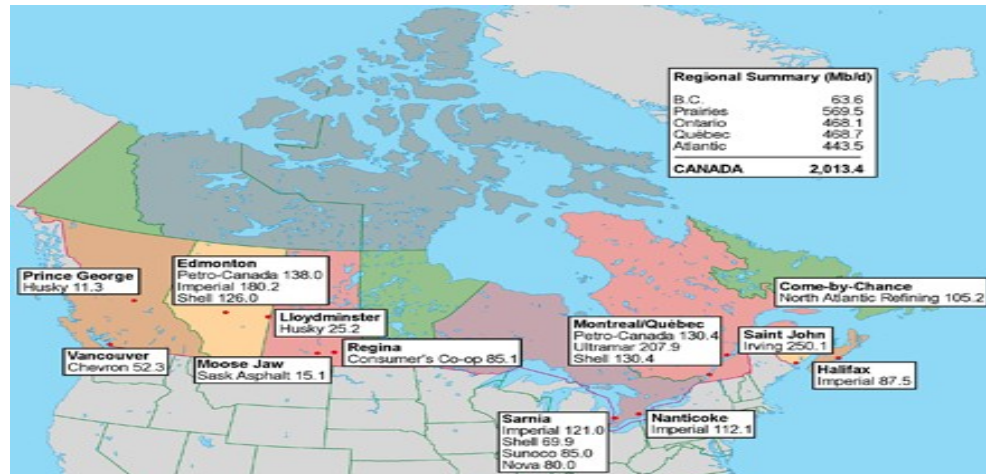 Regional Summary (Mb/d)
B.C. 63.6
Prairies 569.5
Ontario 468.1
Québec 468.7
Atlantic 443.5
CANADA 2,013.4
Prince George
Husky 11.3
Edmonton
Petro-Canada 138.0
Imperial 180.2
Shell 126.0
Lloydminster
Husky 25.2
Vancouver
Chevron 52.3
Moose Jaw
Sask Asphalt 15.1
Regina
Consumer's Co-op 85.1
Montreal/Québec
Petro-Canada 130.4
Ultramar 207.9
Shell 130.4
Come-by-Chance
North Atlantic Refining 105.2
Saint John
Irving 250.1
Halifax
Imperial 87.5
Sarnia
Imperial 121.0
Shell 69.9
Sunoco 85.0
Nova 80.0
Nanticoke
Imperial 112.1